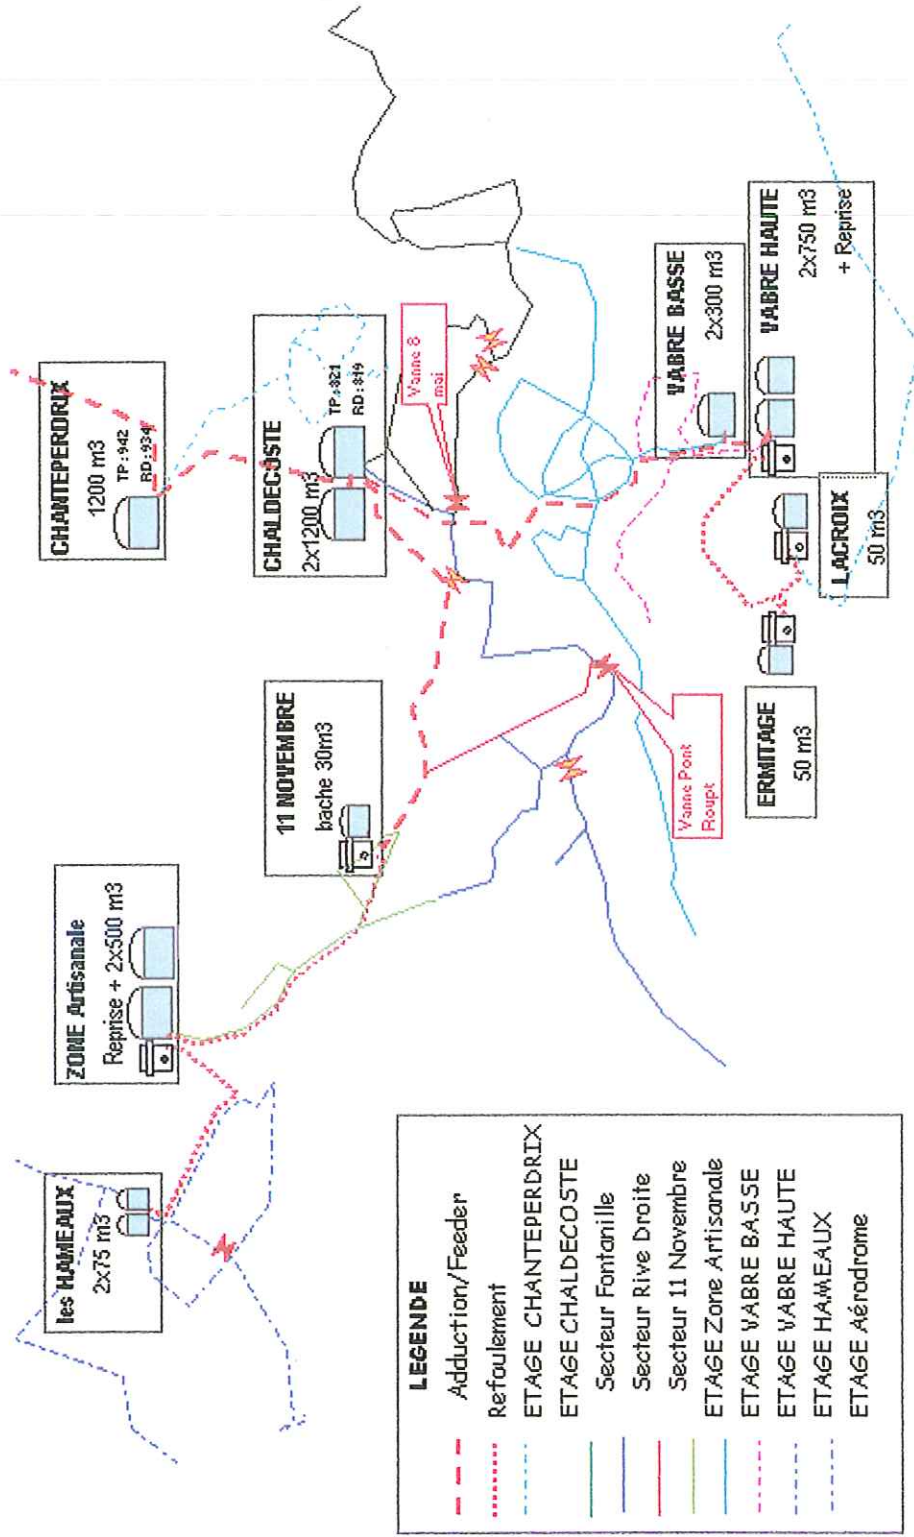 les HAMEAUX
2x75 m3
ZONE Artisanale
Reprise + 2x500 m3
11 NOVEMBRE
bache 30m3
CHANTEPERDRIX
1200 m3
TP:942
RD:934
CHALDECOSTE
2x1200 m3
TP:821
RD:819
Vanne 8
mai
Vanne Pont
Roupt
VABRE BASSE
2x300 m3
VABRE HAUTE
2x750 m3
+ Reprise
LACROIX
50 m3
ERMITAGE
50 m3
LEGENDE
Adduction/Feeder
Refoulement
ETAGE CHANTEPERDRIX
ETAGE CHALDECOSTE
Secteur Fontanille
Secteur Rive Droite
Secteur 11 Novembre
ETAGE Zone Artisanale
ETAGE VABRE BASSE
ETAGE VABRE HAUTE
ETAGE HAMEAUX
ETAGE Aérodrome